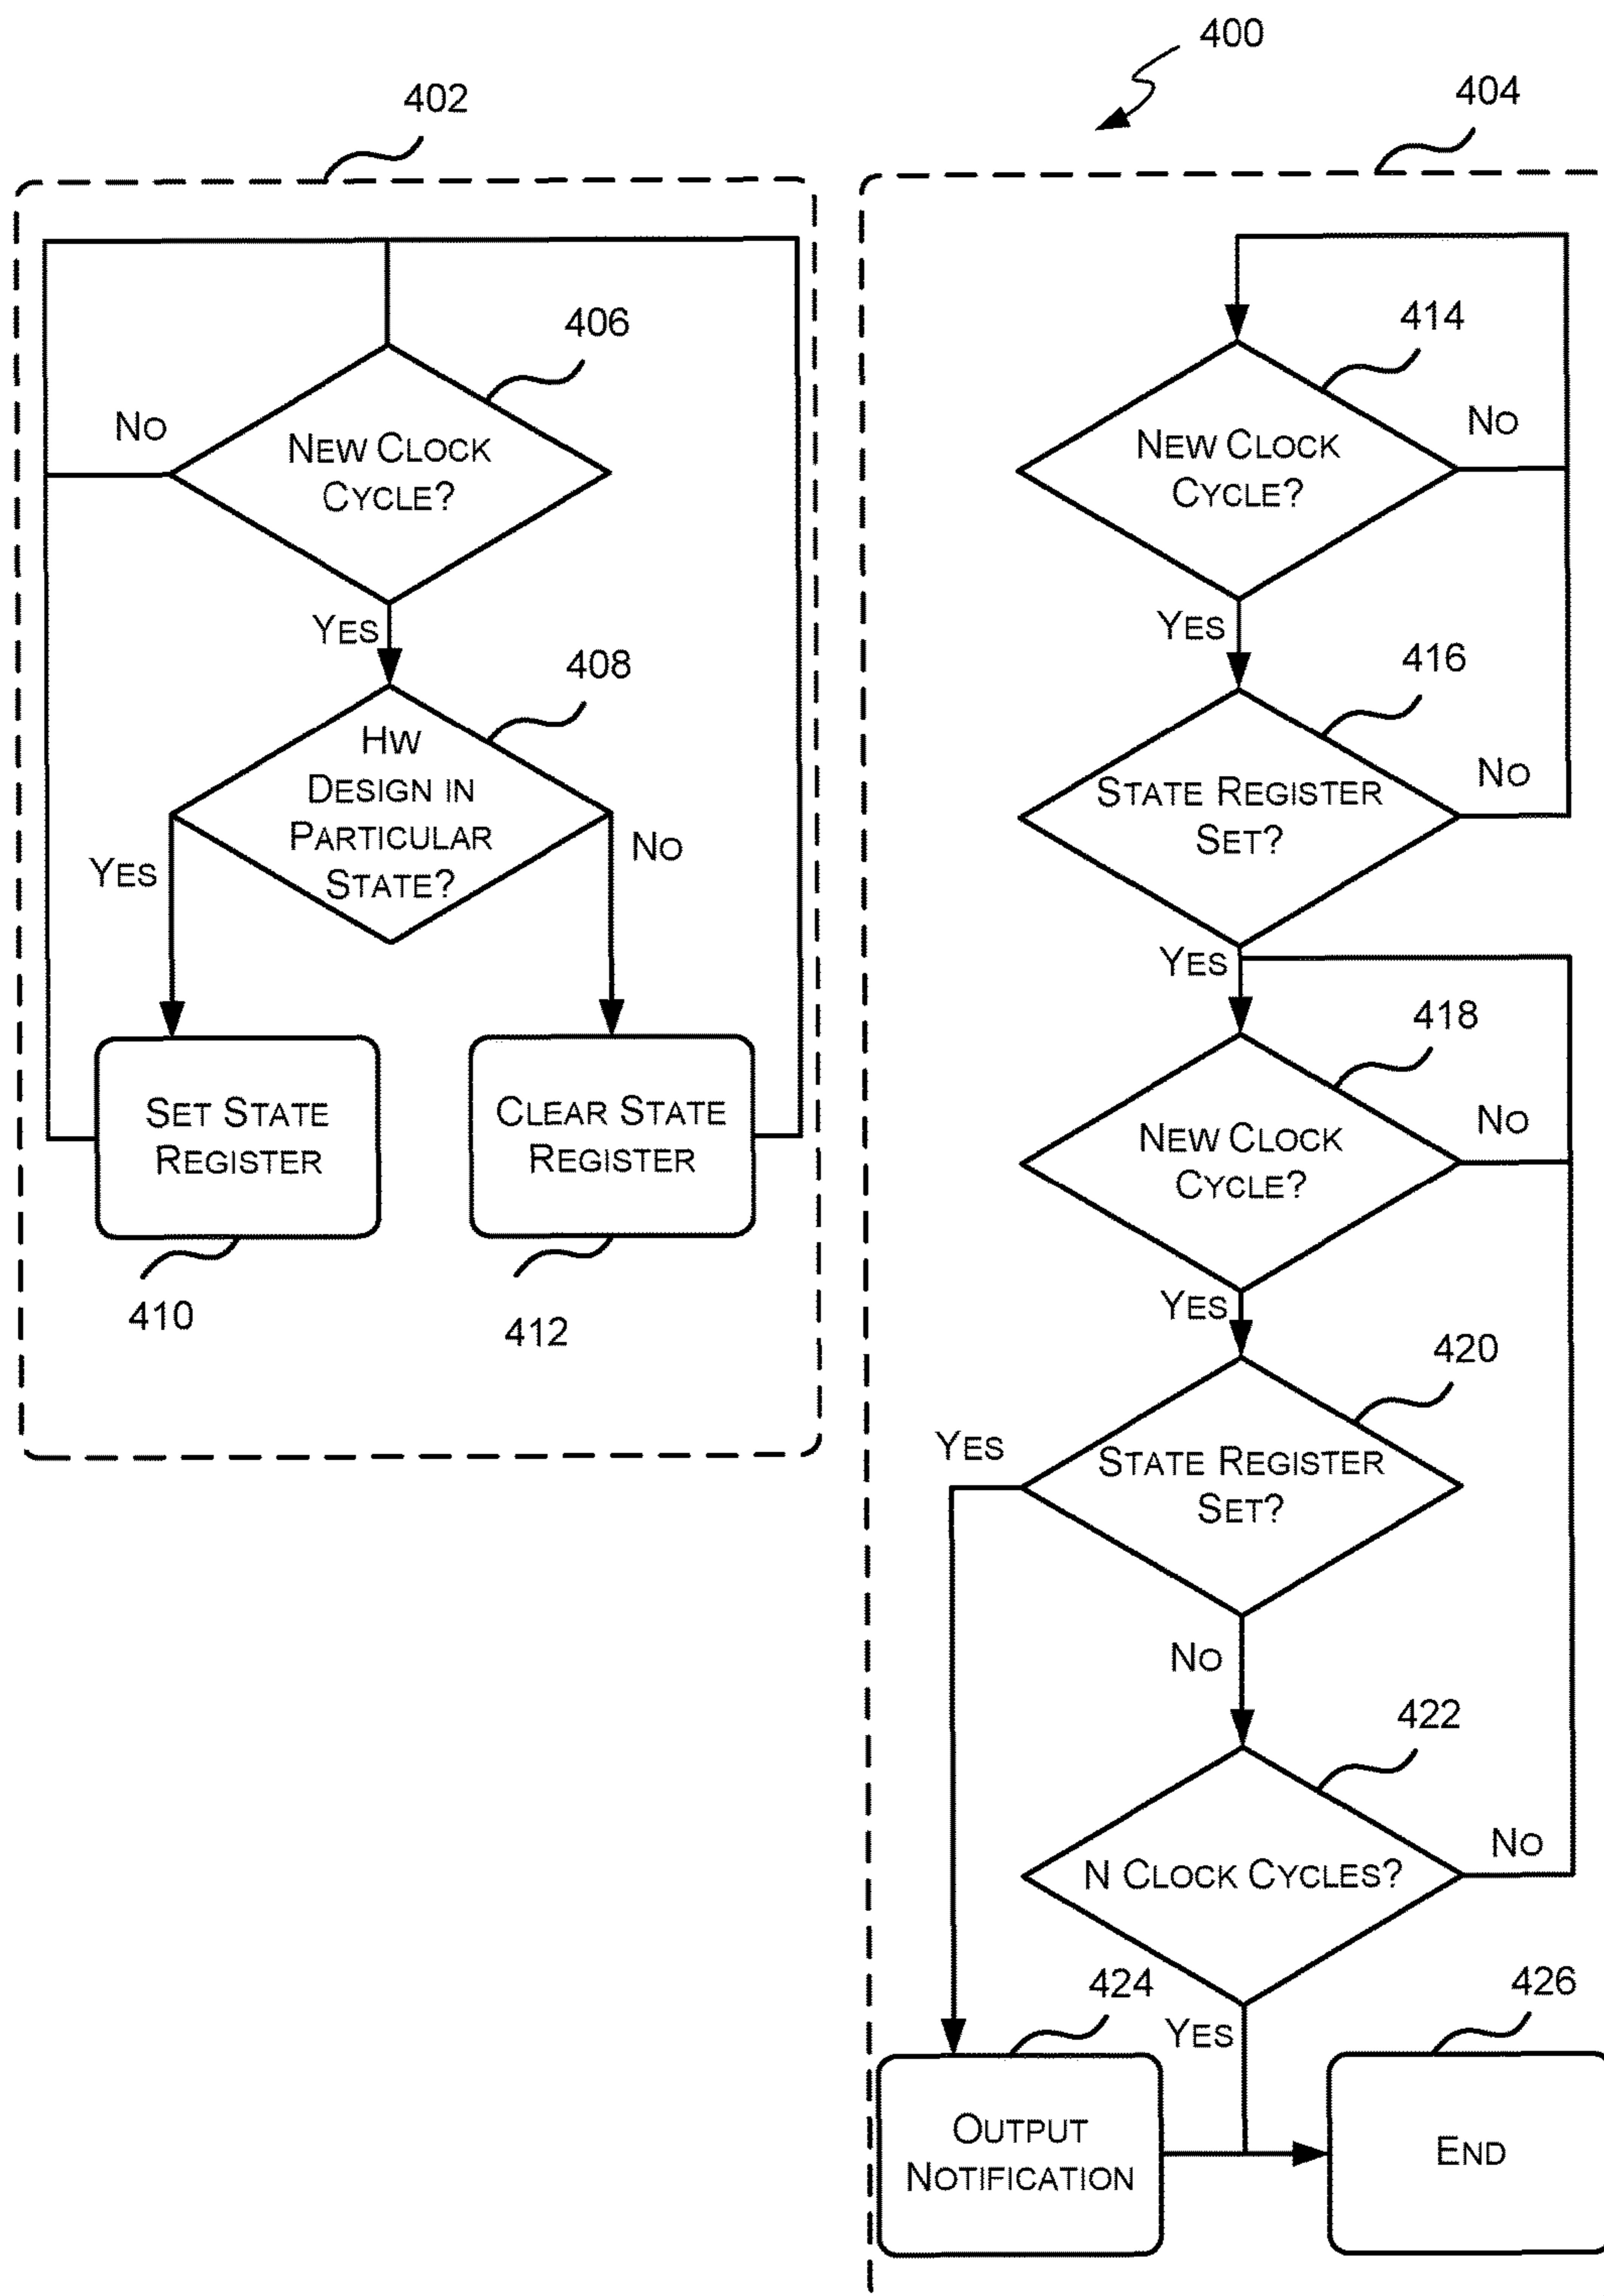 400
402
404
406
NO
NEW CLOCK
CYCLE?
YES
408
HW
DESIGN IN
PARTICULAR
STATE?
YES
NO
SET STATE
REGISTER
CLEAR STATE
REGISTER
410
412
414
NEW CLOCK
CYCLE?
NO
YES
416
STATE REGISTER
SET?
NO
YES
418
NEW CLOCK
CYCLE?
NO
YES
420
YES
STATE REGISTER
SET?
NO
422
N CLOCK CYCLES?
NO
YES
424
426
OUTPUT
NOTIFICATION
END